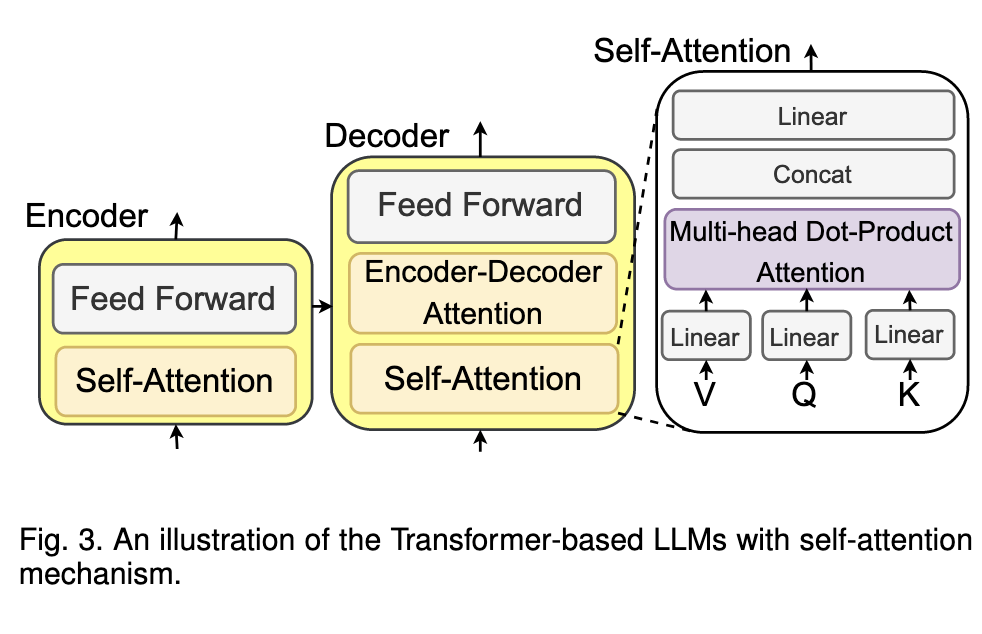 Encoder
Feed Forward
Self-Attention
Decoder
Feed Forward
Encoder-Decoder
Attention
Self-Attention
Self-Attention
Linear
Concat
Multi-head Dot-Product
Attention
Linear Linear Linear
V Q K
Fig. 3. An illustration of the Transformer-based LLMs with self-attention
mechanism.